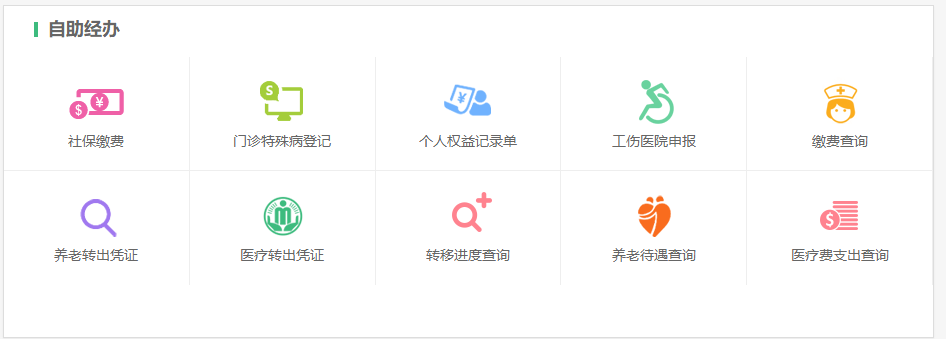 自助经办
社保缴费
门诊特殊病登记
个人权益记录单
工伤医院申报
缴费查询
养老转出凭证
医疗转出凭证
转移进度查询
养老待遇查询
医疗费支出查询